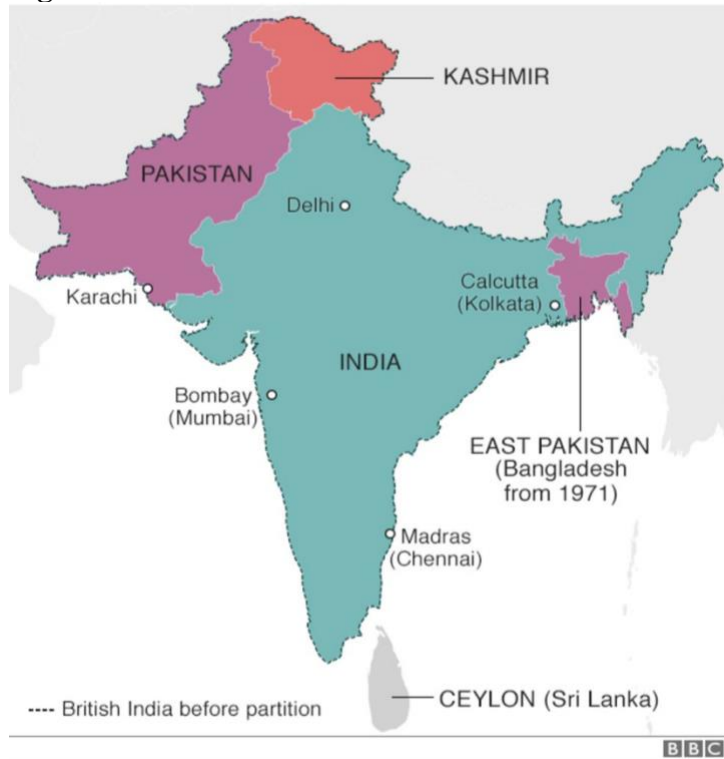 KASHMIR
PAKISTAN
Delhi
Karachi
Calcutta
(Kolkata)
INDIA
Bombay
(Mumbai)
EAST PAKISTAN
(Bangladesh
from 1971)
Madras
(Chennai)
CEYLON (Sri Lanka)
---- British India before partition
BBC